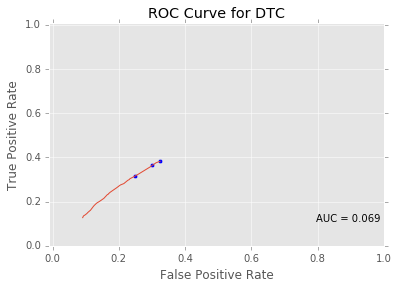 ROC Curve for DTC
1.0
0.8
0.6
0.4
0.2
0.0
True Positive Rate
AUC = 0.069
0.0 0.2 0.4 0.6 0.8 1.0
False Positive Rate